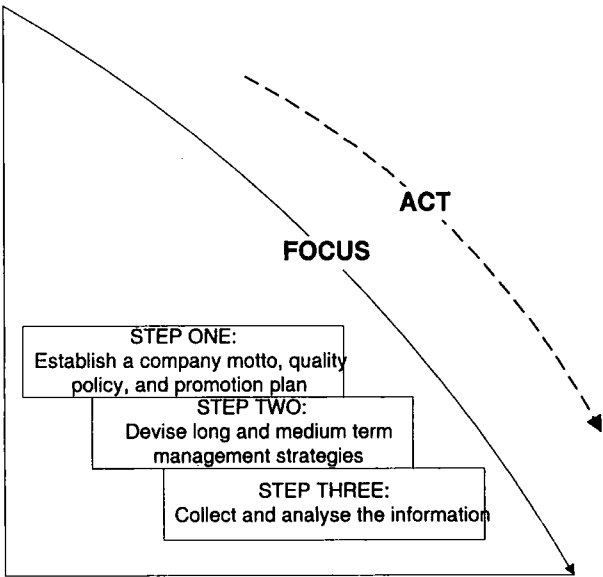 ACT
FOCUS
STEP ONE:
Establish a company motto, quality
policy, and promotion plan
STEP TWO:
Devise long and medium term
management strategies
STEP THREE:
Collect and analyse the information